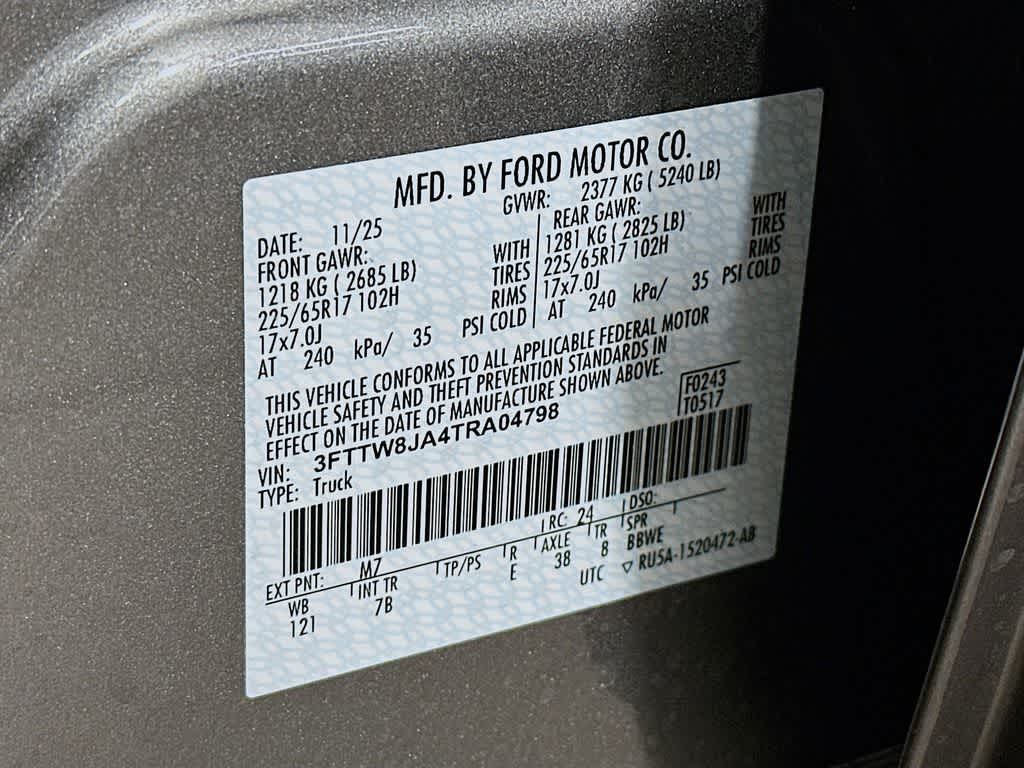 MFD. BY FORD MOTOR CO.
DATE: 11/25 GVWR: 2377 KG ( 5240 LB)
FRONT GAWR: REAR GAWR:
1218 KG ( 2685 LB) WITH 1281 KG ( 2825 LB) WITH
225/65R17 102H TIRES 225/65R17 102H TIRES
17x7.0J RIMS 17x7.0J RIMS
AT 240 kPa/ 35 PSI COLD AT 240 kPa/ 35 PSI COLD
THIS VEHICLE CONFORMS TO ALL APPLICABLE FEDERAL MOTOR
VEHICLE SAFETY AND THEFT PREVENTION STANDARDS IN
EFFECT ON THE DATE OF MANUFACTURE SHOWN ABOVE.
VIN: 3FTTW8JA4TRA04798 F0243
TYPE: Truck T0517
EXT PNT: M7 RC: 24 DSO:
WB INT TR TP/PS R AXLE TR SPR
121 7B E 38 8 BBWE
UTC ▽ RU5A-1520472-AB